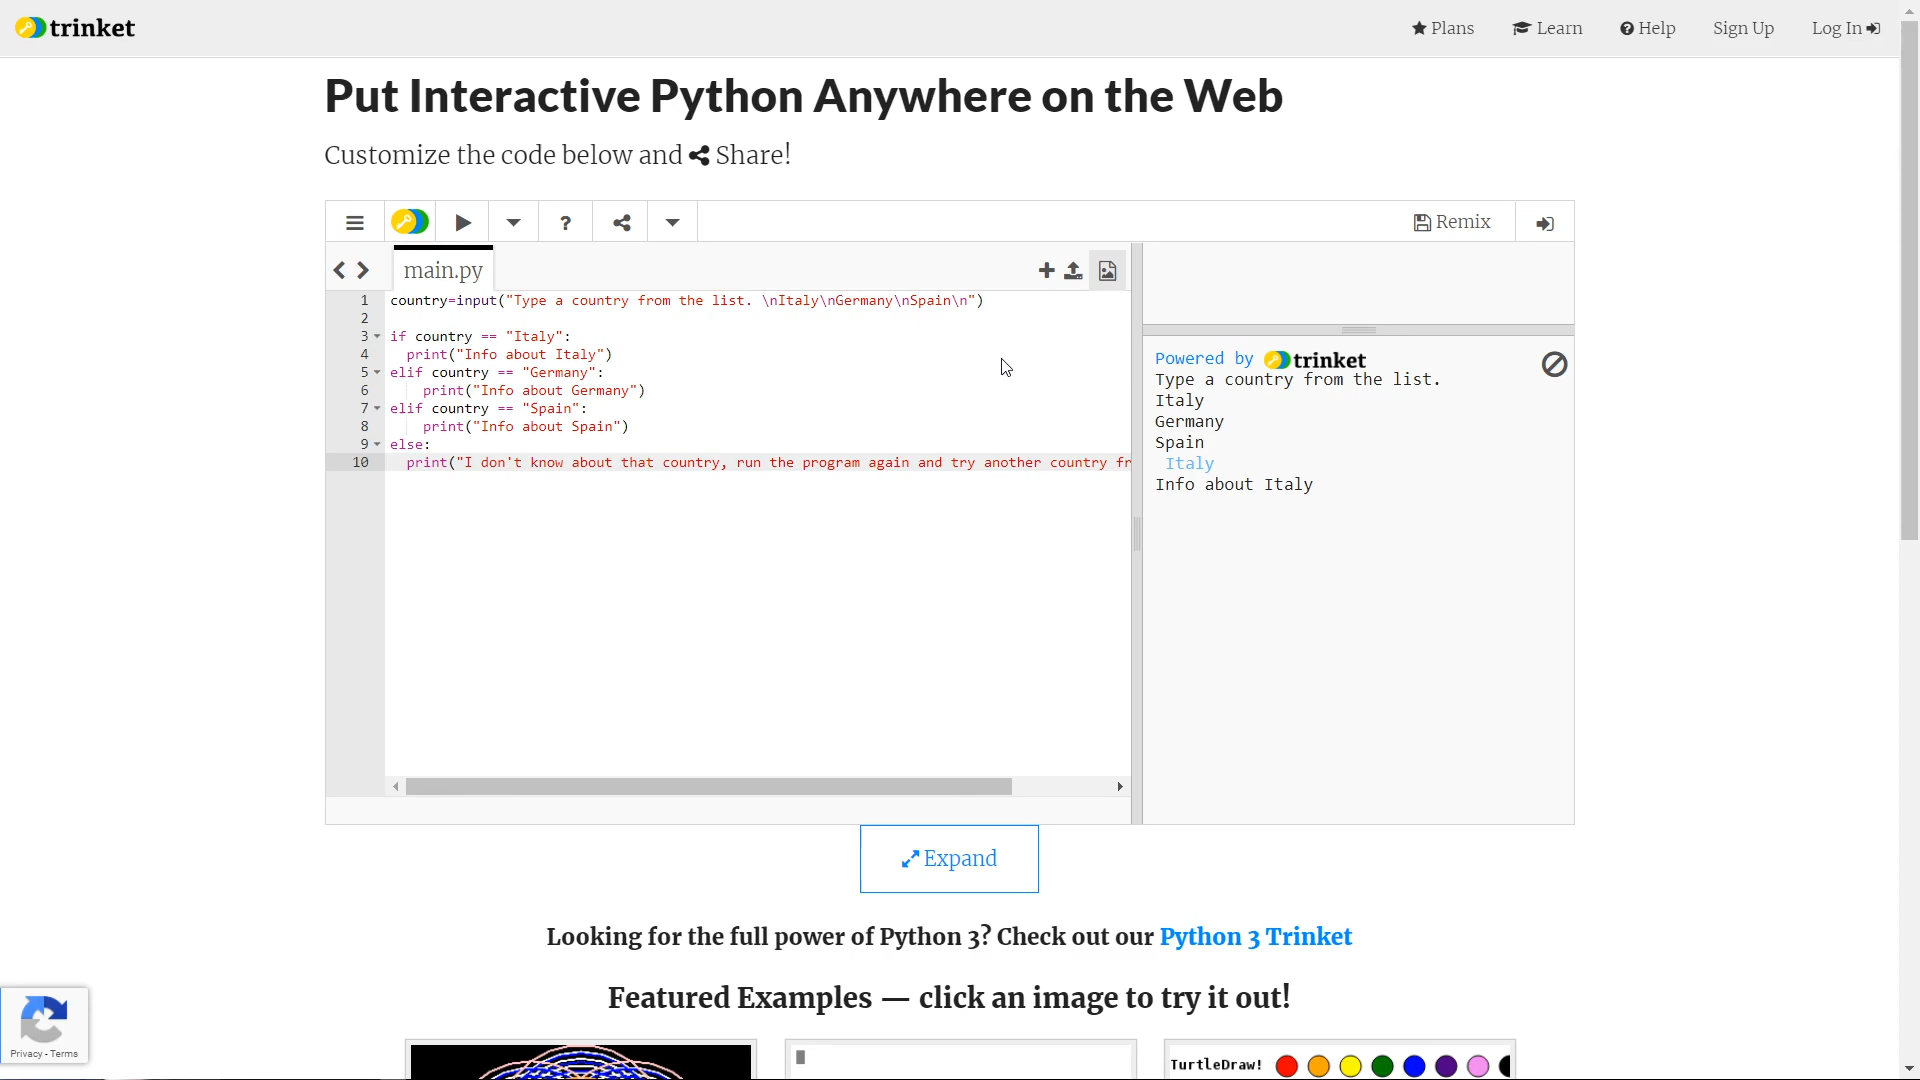 trinket
Plans
Learn
Help
Sign Up
Log In
Put Interactive Python Anywhere on the Web
Customize the code below and Share!
?
Remix
main.py
1 country=input("Type a country from the list. \nItaly\nGermany\nSpain\n")
2
3 if country == "Italy":
4 print("Info about Italy")
5 elif country == "Germany":
6 print("Info about Germany")
7 elif country == "Spain":
8 print("Info about Spain")
9 else:
10 print("I don't know about that country, run the program again and try another country fr
Powered by trinket
Type a country from the list.
Italy
Germany
Spain
Italy
Info about Italy
Expand
Looking for the full power of Python 3? Check out our Python 3 Trinket
Featured Examples — click an image to try it out!
Privacy - Terms
TurtleDraw!